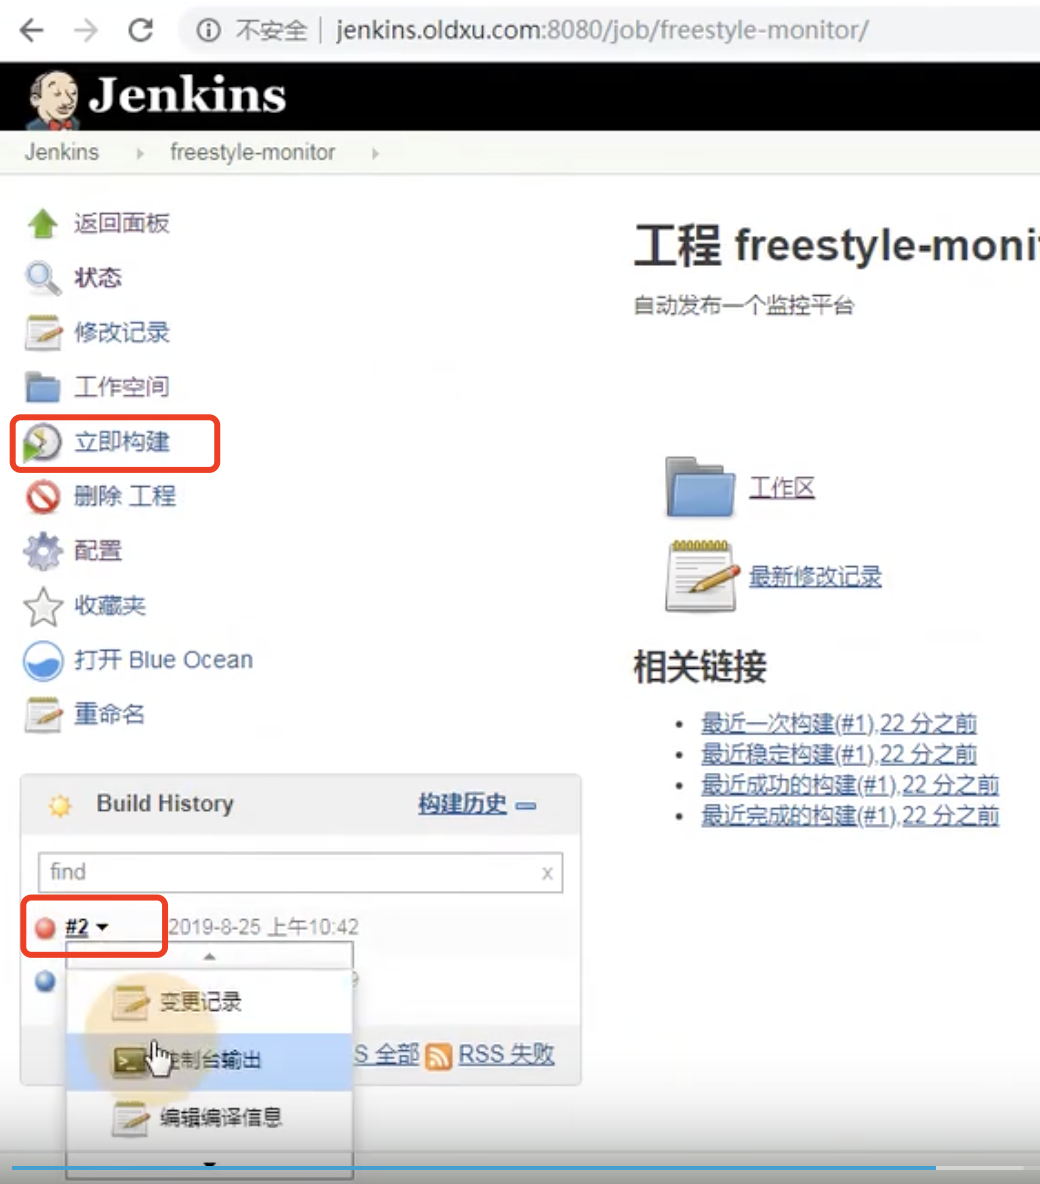 不安全 | jenkins.oldxu.com:8080/job/freestyle-monitor/
Jenkins
Jenkins freestyle-monitor
返回面板
状态
修改记录
工作空间
立即构建
删除 工程
配置
收藏夹
打开 Blue Ocean
重命名
Build History 构建历史
find x
#2 2019-8-25 上午10:42
变更记录
制台输出
编辑编译信息
S 全部 RSS 失败
工程 freestyle-monit
自动发布一个监控平台
工作区
最新修改记录
相关链接
• 最近一次构建(#1),22 分之前
• 最近稳定构建(#1),22 分之前
• 最近成功的构建(#1),22 分之前
• 最近完成的构建(#1),22 分之前